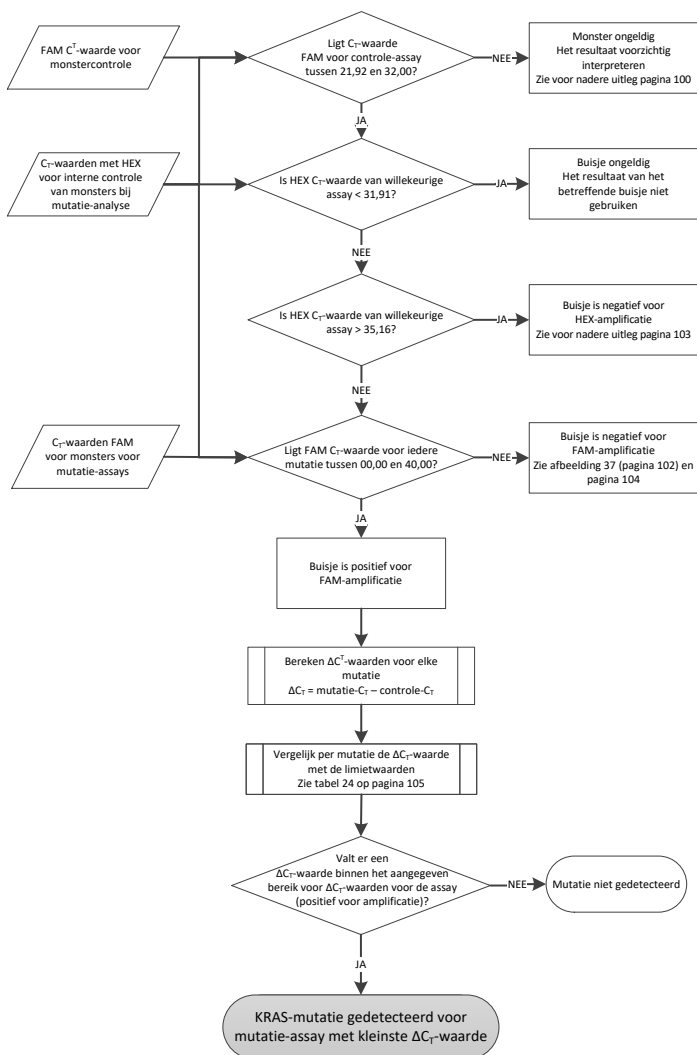 FAM Cᵀ-waarde voor
monstercontrole
Ligt C_T-waarde
FAM voor controle-assay
tussen 21,92 en 32,00?
NEE
Monster ongeldig
Het resultaat voorzichtig
interpreteren
Zie voor nadere uitleg pagina 100
JA
C_T-waarden met HEX
voor interne controle
van monsters bij
mutatie-analyse
Is HEX C_T-waarde van willekeurige
assay < 31,91?
JA
Buisje ongeldig
Het resultaat van het
betreffende buisje niet
gebruiken
NEE
Is HEX C_T-waarde van willekeurige
assay > 35,16?
JA
Buisje is negatief voor
HEX-amplificatie
Zie voor nadere uitleg pagina 103
NEE
C_T-waarden FAM
voor monsters voor
mutatie-assays
Ligt FAM C_T-waarde voor iedere
mutatie tussen 00,00 en 40,00?
NEE
Buisje is negatief voor
FAM-amplificatie
Zie afbeelding 37 (pagina 102) en
pagina 104
JA
Buisje is positief voor
FAM-amplificatie
Bereken ΔCᵀ-waarden voor elke
mutatie
ΔC_T = mutatie-C_T – controle-C_T
Vergelijk per mutatie de ΔC_T-waarde
met de limietwaarden
Zie tabel 24 op pagina 105
Valt er een
ΔC_T-waarde binnen het aangegeven
bereik voor ΔC_T-waarden voor de assay
(positief voor amplificatie)?
NEE
Mutatie niet gedetecteerd
JA
KRAS-mutatie gedetecteerd voor
mutatie-assay met kleinste ΔC_T-waarde